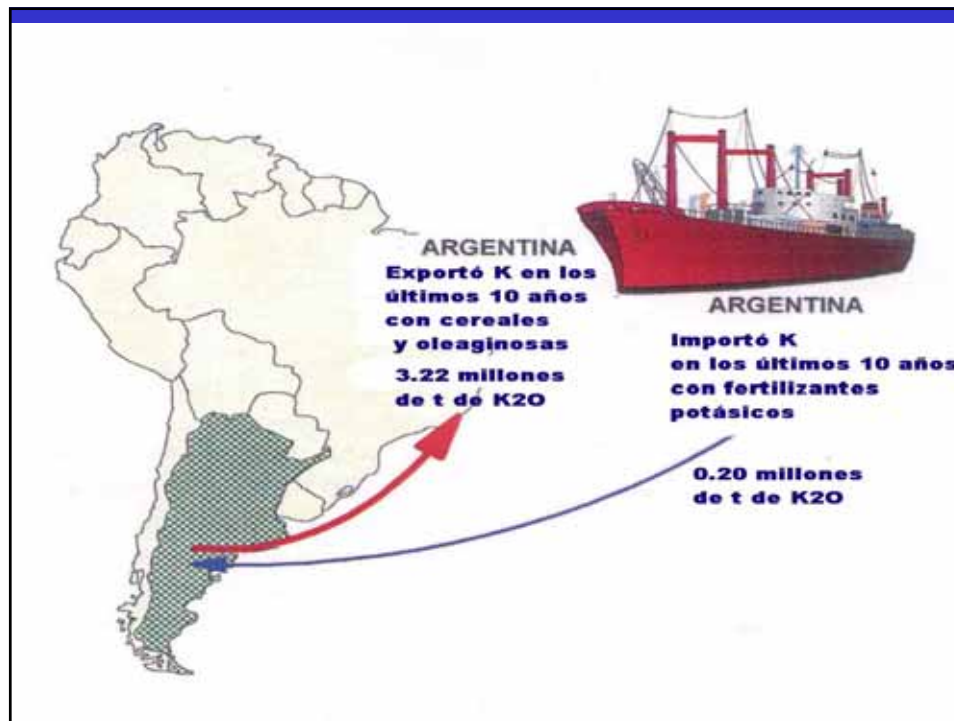 ARGENTINA
Exportó K en los
últimos 10 años
con cereales
y oleaginosas
3.22 millones
de t de K2O
ARGENTINA
Importó K
en los últimos 10 años
con fertilizantes
potásicos
0.20 millones
de t de K2O